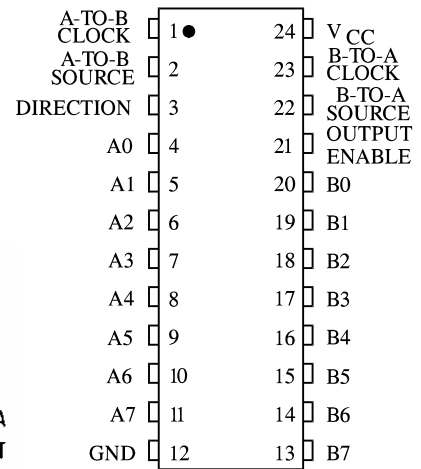 A-TO-B
CLOCK 1 24 VCC
A-TO-B
SOURCE 2 23 B-TO-A
CLOCK
DIRECTION 3 22 B-TO-A
SOURCE
A0 4 21 OUTPUT
ENABLE
A1 5 20 B0
A2 6 19 B1
A3 7 18 B2
A4 8 17 B3
A5 9 16 B4
A6 10 15 B5
A7 11 14 B6
GND 12 13 B7